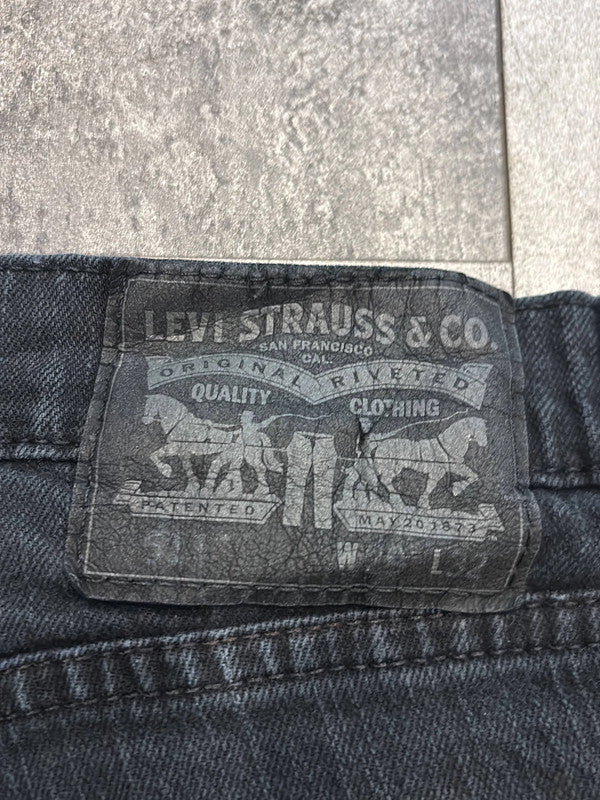 LEVI STRAUSS & CO.
SAN FRANCISCO
CAL.
ORIGINAL RIVETED
QUALITY CLOTHING
PATENTED MAY 20 1873
W L